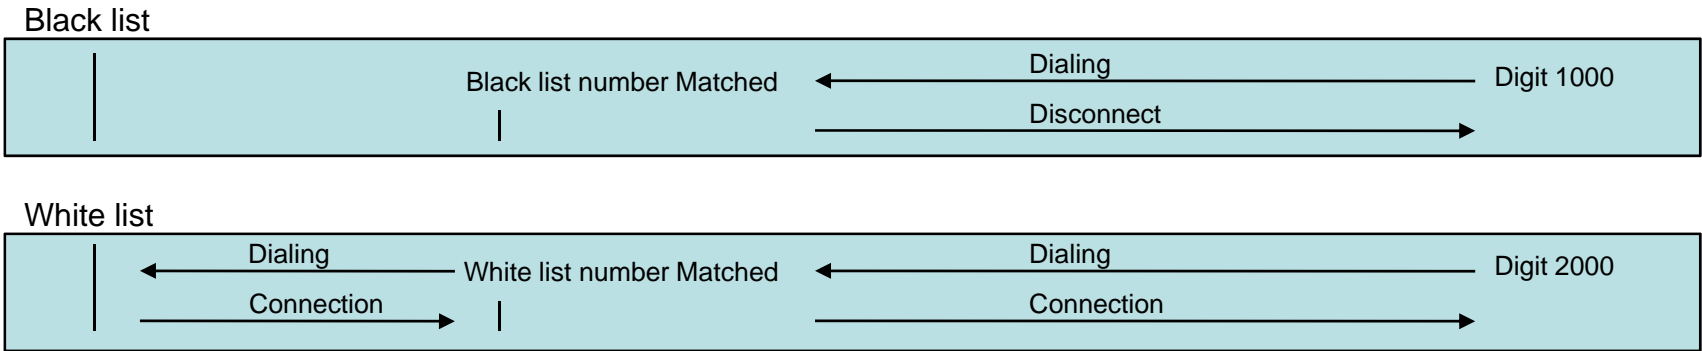 Black list
Dialing
Black list number Matched
Digit 1000
Disconnect
White list
Dialing
Dialing
White list number Matched
Digit 2000
Connection
Connection